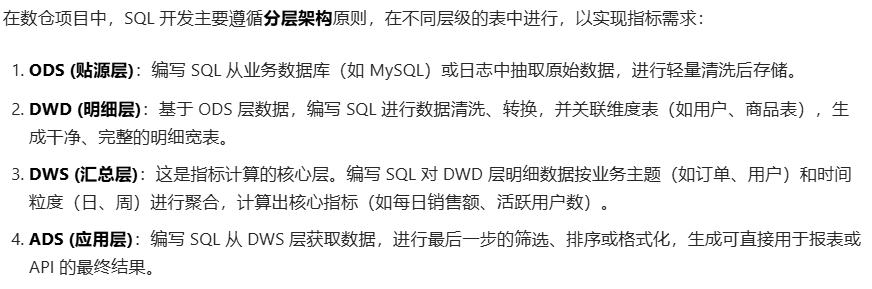 在数仓项目中，SQL 开发主要遵循分层架构原则，在不同层级的表中进行，以实现指标需求：
1. ODS (贴源层)：编写 SQL 从业务数据库（如 MySQL）或日志中抽取原始数据，进行轻量清洗后存储。
2. DWD (明细层)：基于 ODS 层数据，编写 SQL 进行数据清洗、转换，并关联维度表（如用户、商品表），生
成干净、完整的明细宽表。
3. DWS (汇总层)：这是指标计算的核心层。编写 SQL 对 DWD 层明细数据按业务主题（如订单、用户）和时间
粒度（日、周）进行聚合，计算出核心指标（如每日销售额、活跃用户数）。
4. ADS (应用层)：编写 SQL 从 DWS 层获取数据，进行最后一步的筛选、排序或格式化，生成可直接用于报表或
API 的最终结果。